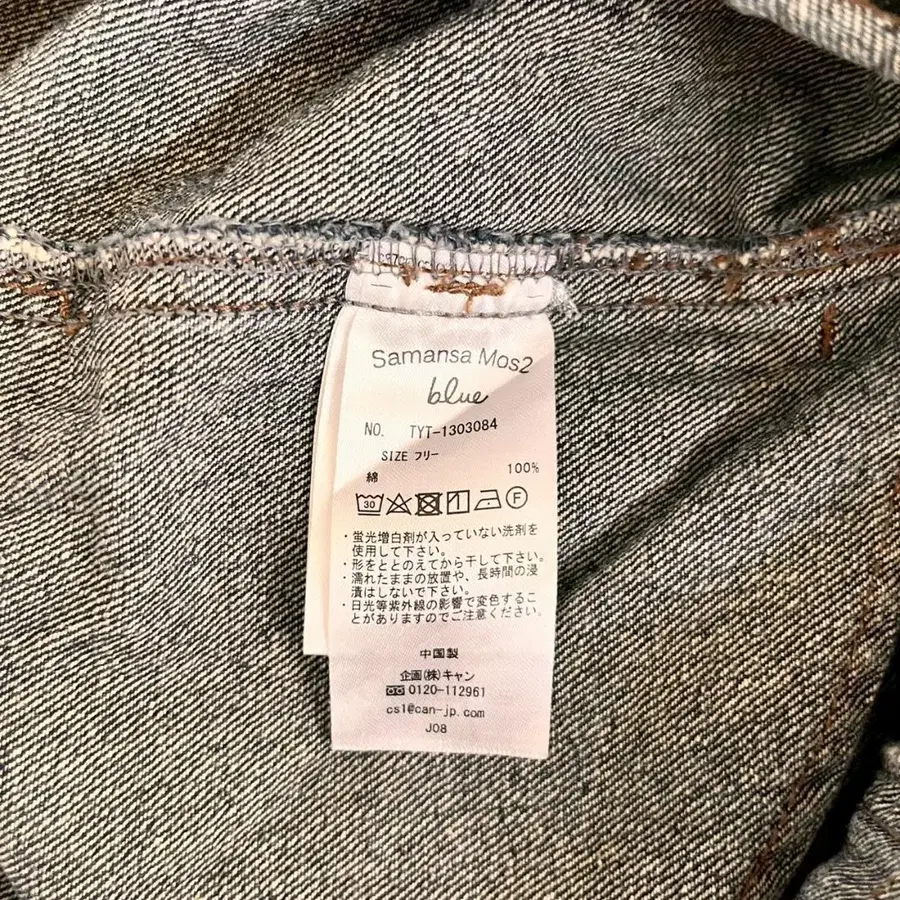 Samansa Mos2
blue
NO. TYT-1303084
SIZE フリー
綿 100%
30 1 F
・蛍光増白剤が入っていない洗剤を
使用して下さい。
・形をととのえてから干して下さい。
・濡れたままの放置や、長時間の浸
漬はしないで下さい。
・日光等紫外線の影響で変色するこ
とがありますのでご注意ください。
中国製
企画(株)キャン
0120-112961
cs1@can-jp.com
J08